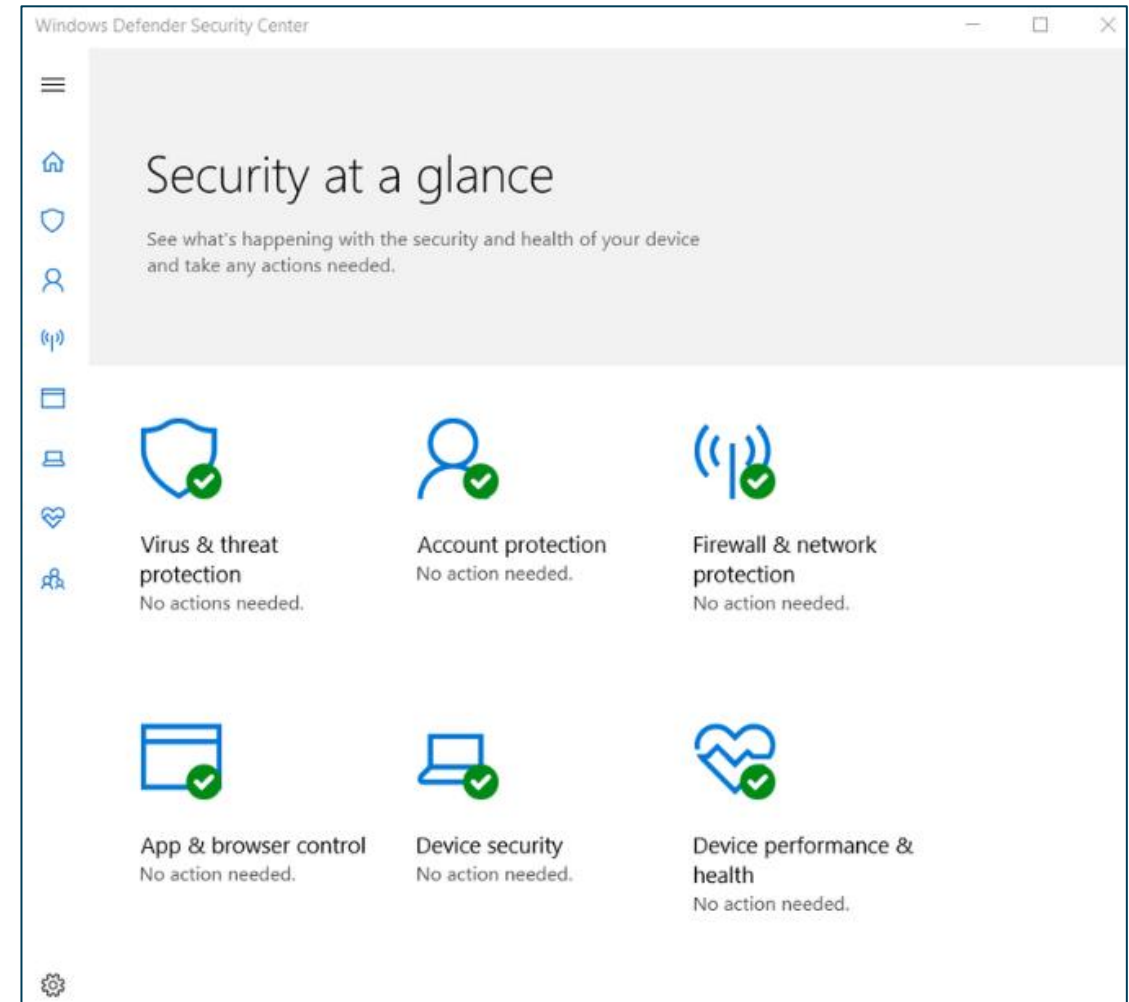 Windows Defender Security Center
Security at a glance
See what's happening with the security and health of your device
and take any actions needed.
Virus & threat
protection
No actions needed.
Account protection
No action needed.
Firewall & network
protection
No action needed.
App & browser control
No action needed.
Device security
No action needed.
Device performance &
health
No action needed.